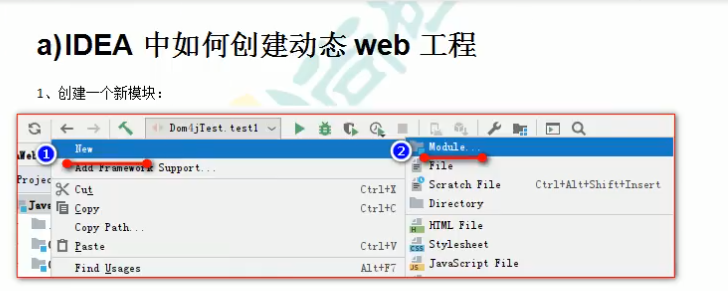 a)IDEA 中如何创建动态 web 工程
1、创建一个新模块：
Dom4jTest.test1
1 New
2 Module...
Add Framework Support...
File
Cut Ctrl+X
Scratch File Ctrl+Alt+Shift+Insert
Copy Ctrl+C
Directory
Copy Path...
HTML File
Paste Ctrl+V
Stylesheet
Find Usages Alt+F7
JavaScript File
Projec
Java